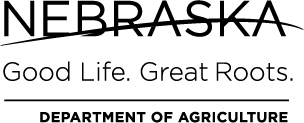 NEBRASKA
Good Life. Great Roots.
DEPARTMENT OF AGRICULTURE